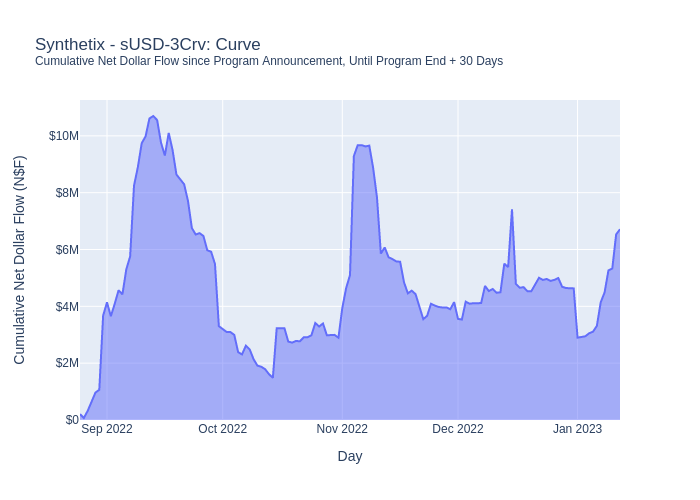 Synthetix - sUSD-3Crv: Curve
Cumulative Net Dollar Flow since Program Announcement, Until Program End + 30 Days
Cumulative Net Dollar Flow (N$F)
$10M
$8M
$6M
$4M
$2M
$0
Sep 2022 Oct 2022 Nov 2022 Dec 2022 Jan 2023
Day